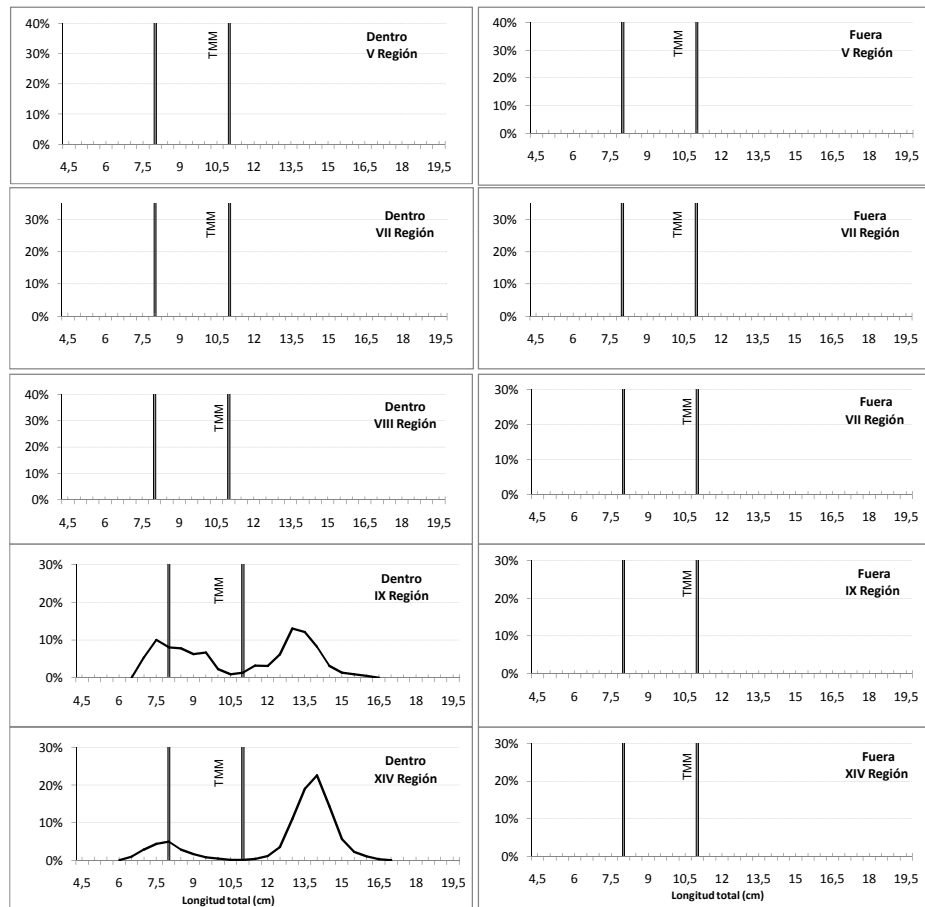 40%
30%
20%
10%
0%
TMM
Dentro
V Región
4,5 6 7,5 9 10,5 12 13,5 15 16,5 18 19,5
40%
30%
20%
10%
0%
TMM
Fuera
V Región
4,5 6 7,5 9 10,5 12 13,5 15 16,5 18 19,5
30%
20%
10%
0%
TMM
Dentro
VII Región
4,5 6 7,5 9 10,5 12 13,5 15 16,5 18 19,5
30%
20%
10%
0%
TMM
Fuera
VII Región
4,5 6 7,5 9 10,5 12 13,5 15 16,5 18 19,5
40%
30%
20%
10%
0%
TMM
Dentro
VIII Región
4,5 6 7,5 9 10,5 12 13,5 15 16,5 18 19,5
30%
20%
10%
0%
TMM
Fuera
VII Región
4,5 6 7,5 9 10,5 12 13,5 15 16,5 18 19,5
30%
20%
10%
0%
TMM
Dentro
IX Región
4,5 6 7,5 9 10,5 12 13,5 15 16,5 18 19,5
30%
20%
10%
0%
TMM
Fuera
IX Región
4,5 6 7,5 9 10,5 12 13,5 15 16,5 18 19,5
30%
20%
10%
0%
TMM
Dentro
XIV Región
4,5 6 7,5 9 10,5 12 13,5 15 16,5 18 19,5
Longitud total (cm)
30%
20%
10%
0%
TMM
Fuera
XIV Región
4,5 6 7,5 9 10,5 12 13,5 15 16,5 18 19,5
Longitud total (cm)